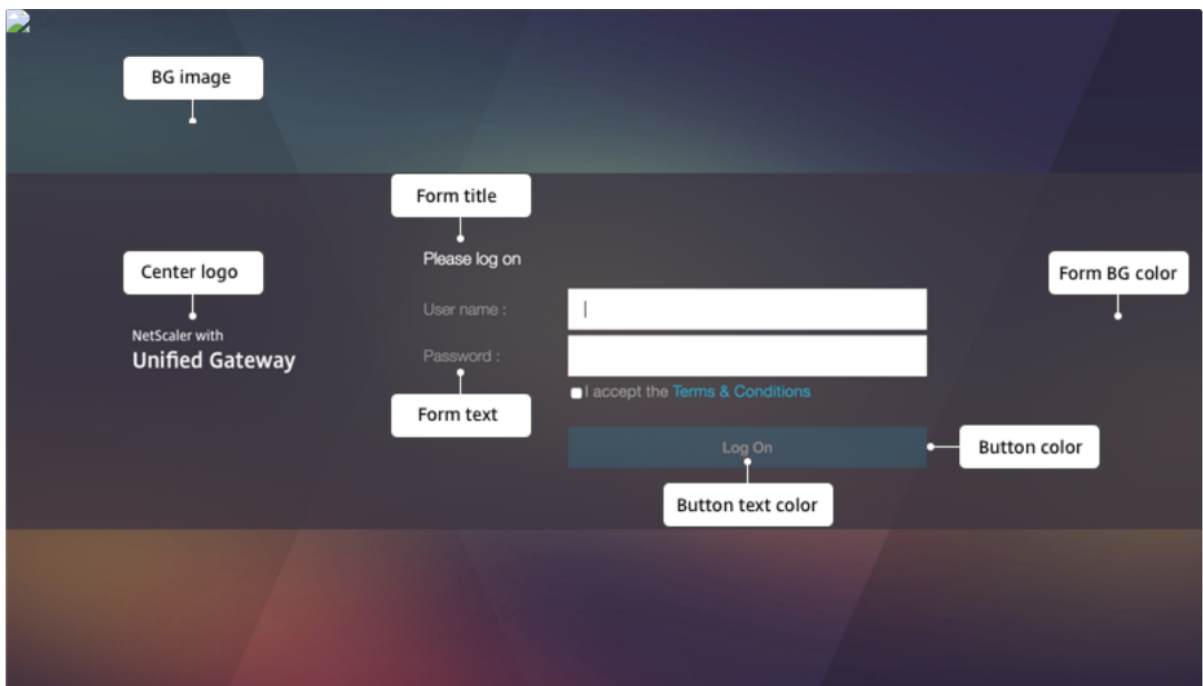 BG image
Form title
Please log on
Center logo
Form BG color
User name :
NetScaler with
Unified Gateway
Password :
I accept the Terms & Conditions
Form text
Log On
Button color
Button text color